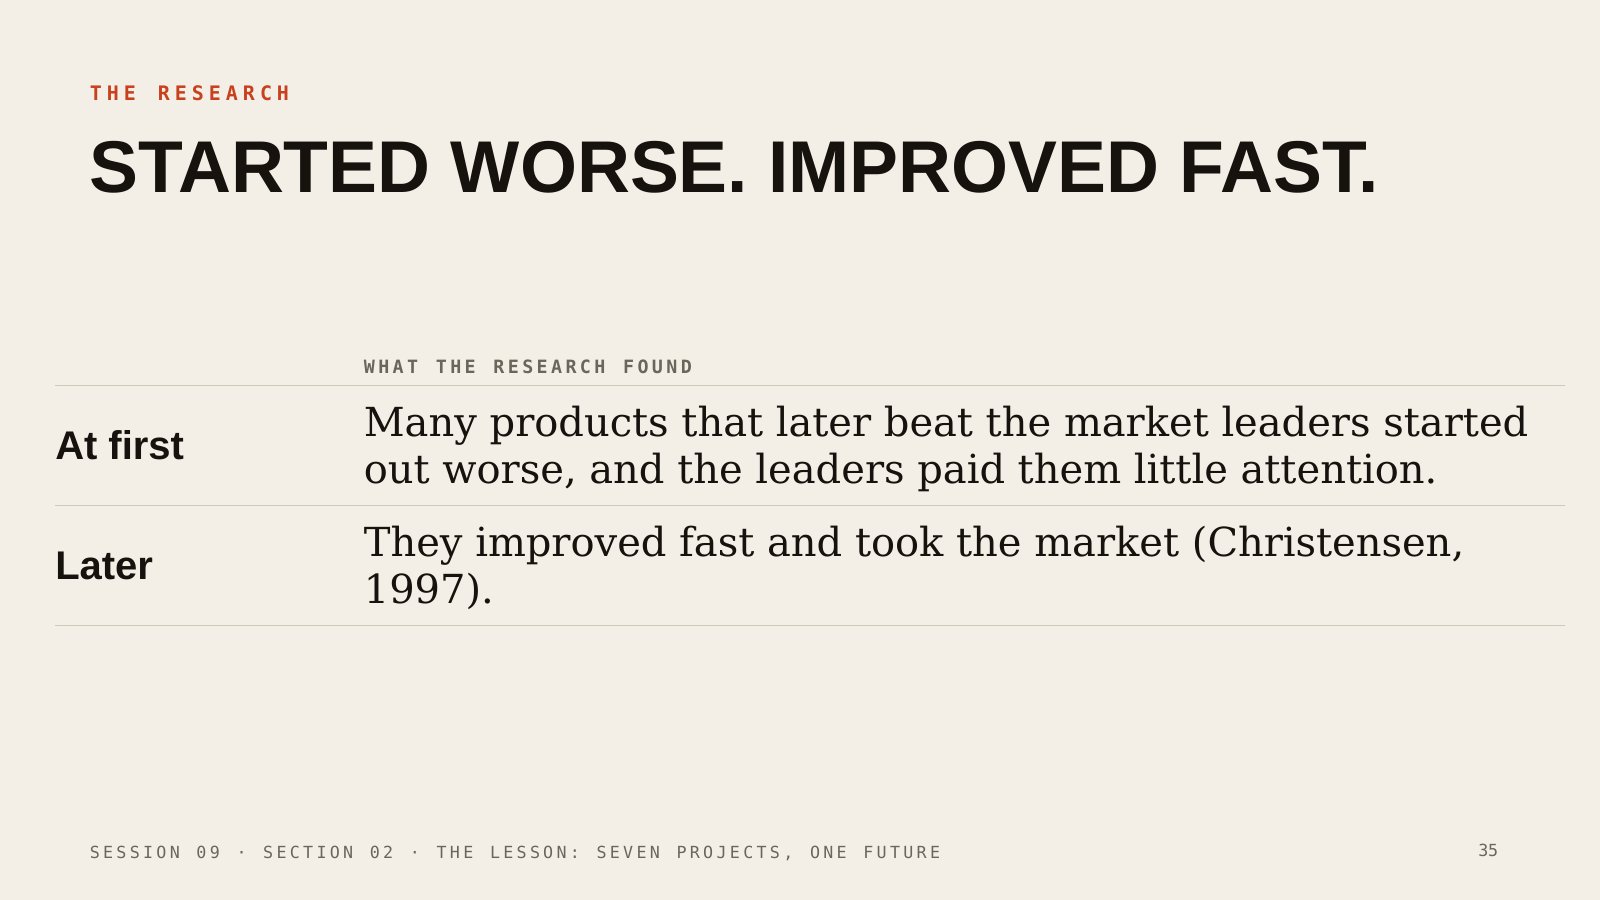 THE RESEARCH
STARTED WORSE. IMPROVED FAST.
WHAT THE RESEARCH FOUND
At first
Many products that later beat the market leaders started
out worse, and the leaders paid them little attention.
Later
They improved fast and took the market (Christensen,
1997).
SESSION 09 · SECTION 02 · THE LESSON: SEVEN PROJECTS, ONE FUTURE
35